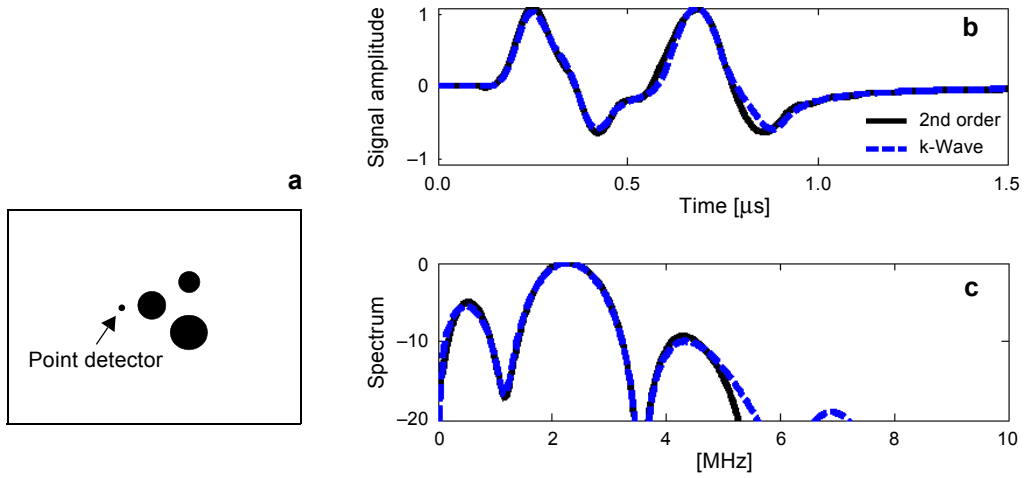 a
Point detector
b
Signal amplitude
1
0
−1
2nd order
k-Wave
0.0 0.5 1.0 1.5
Time [μs]
c
Spectrum
0
−10
−20
0 2 4 6 8 10
[MHz]